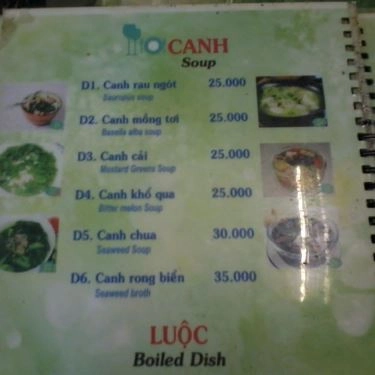 CANH
Soup
D1. Canh rau ngót 25.000
Sauropus soup
D2. Canh mồng tơi 25.000
Basella alba soup
D3. Canh cải 25.000
Mostard Greens Soup
D4. Canh khổ qua 25.000
Bitter melon Soup
D5. Canh chua 30.000
Seaweed Soup
D6. Canh rong biển 35.000
Seaweed broth
LUỘC
Boiled Dish